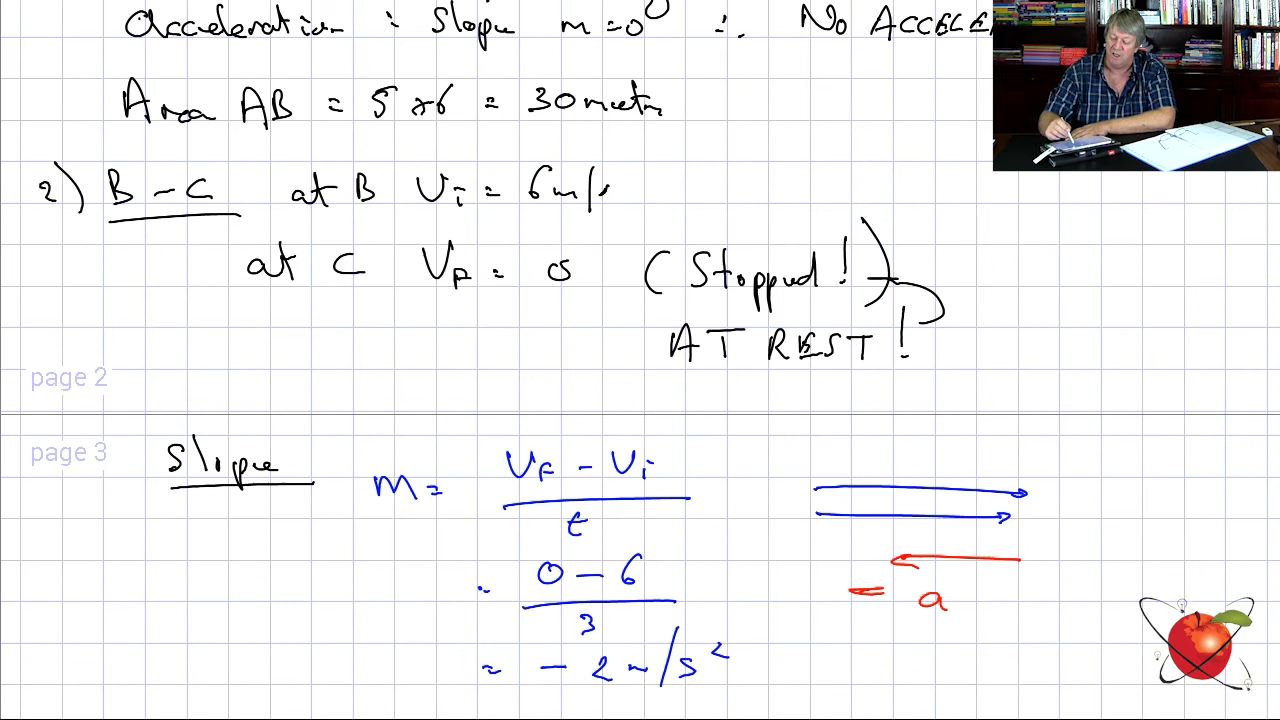 acceleration : Slope m = 0 ∴ No ACCELE
Area AB = 5 × 6 = 30 metr
2) B - C at B Vi = 6 m/s
at C VF = 0 (Stopped!)
AT REST!
page 2
page 3
Slope m = VF - Vi
t
= 0 - 6
3
= - 2 m/s²
- a